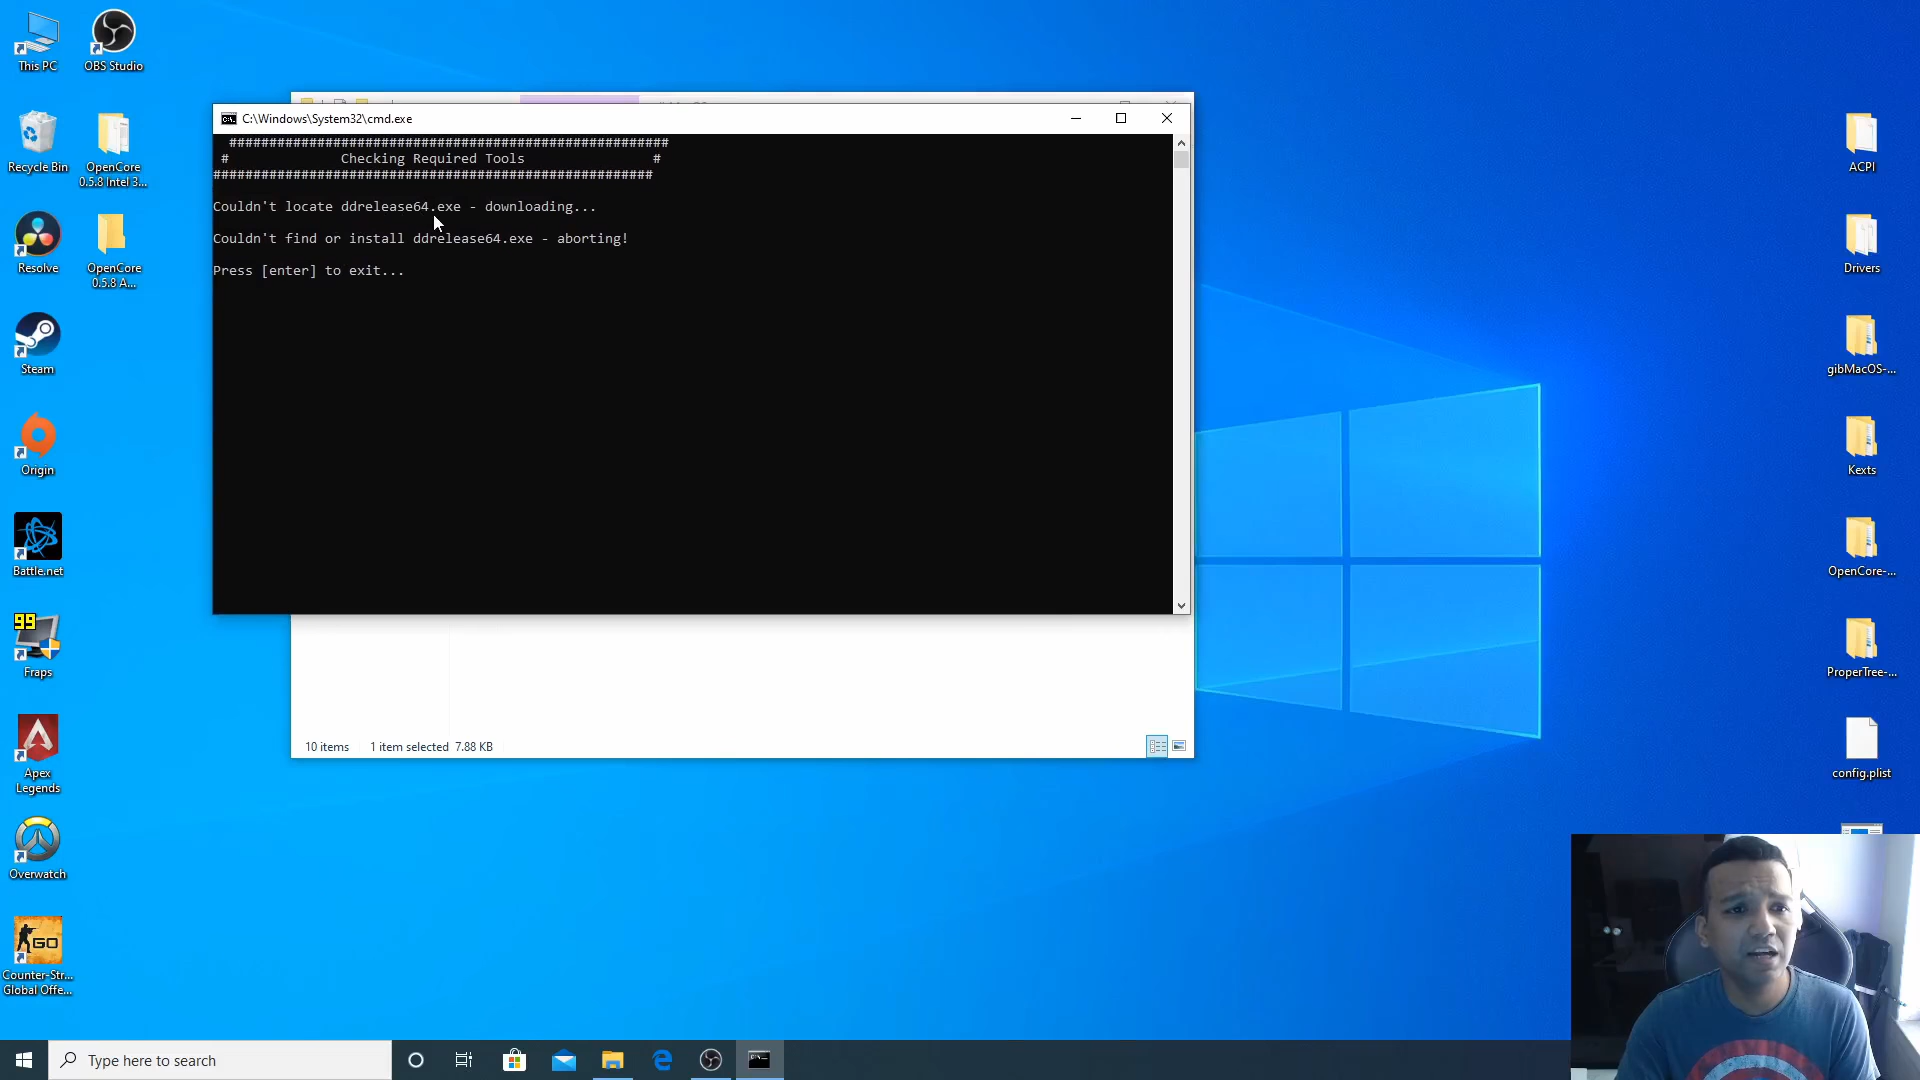 This PC
OBS Studio
Recycle Bin
OpenCore
0.5.8 Intel 3...
Resolve
OpenCore
0.5.8 A...
Steam
Origin
Battle.net
99
Fraps
Apex
Legends
Overwatch
GO
Counter-Str...
Global Offe...
C:\Windows\System32\cmd.exe
#######################################################
# Checking Required Tools #
#######################################################
Couldn't locate ddrelease64.exe - downloading...
Couldn't find or install ddrelease64.exe - aborting!
Press [enter] to exit...
10 items 1 item selected 7.88 KB
ACPI
Drivers
gibMacOS-...
Kexts
OpenCore-...
ProperTree-...
config.plist
Type here to search